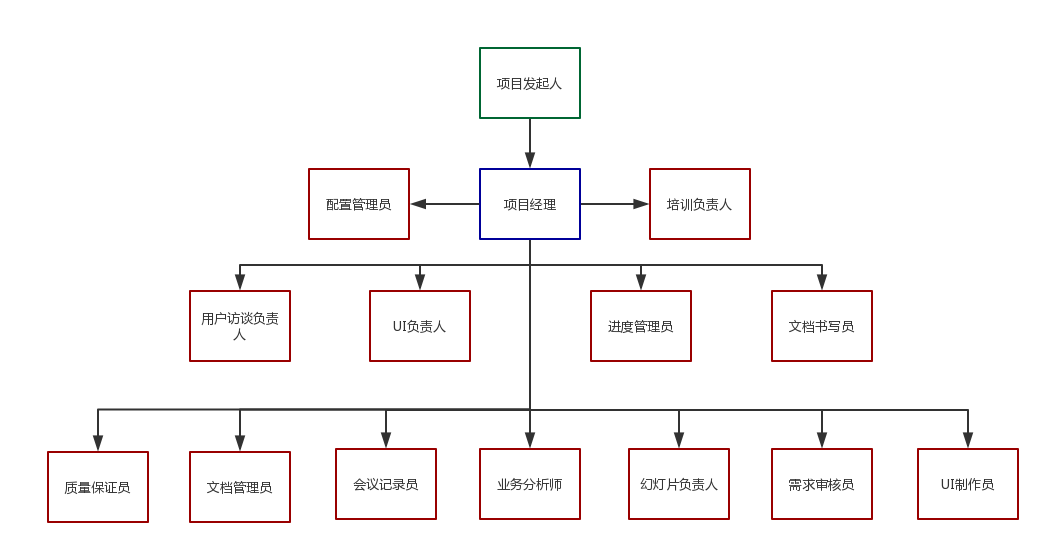 项目发起人
配置管理员
项目经理
培训负责人
用户访谈负责
人
UI负责人
进度管理员
文档书写员
质量保证员
文档管理员
会议记录员
业务分析师
幻灯片负责人
需求审核员
UI制作员